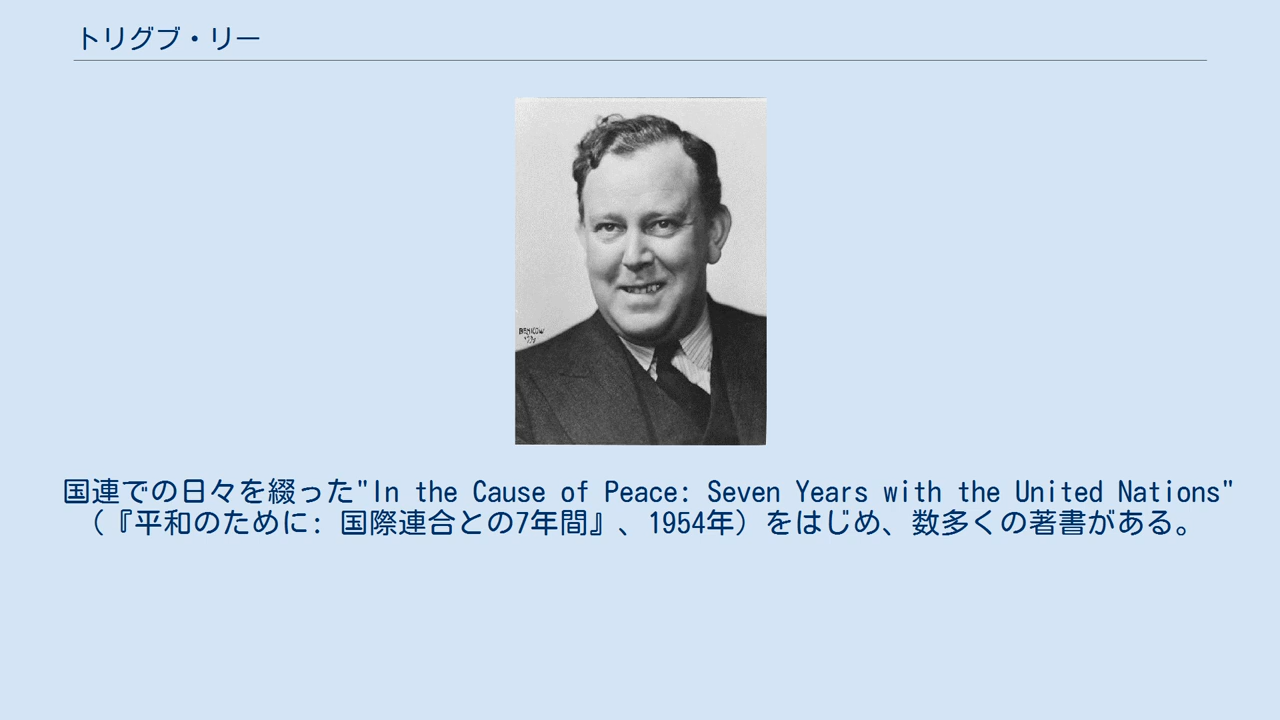 トリグブ・リー
国連での日々を綴った"In the Cause of Peace: Seven Years with the United Nations"
（『平和のために: 国際連合との7年間』、1954年）をはじめ、数多くの著書がある。